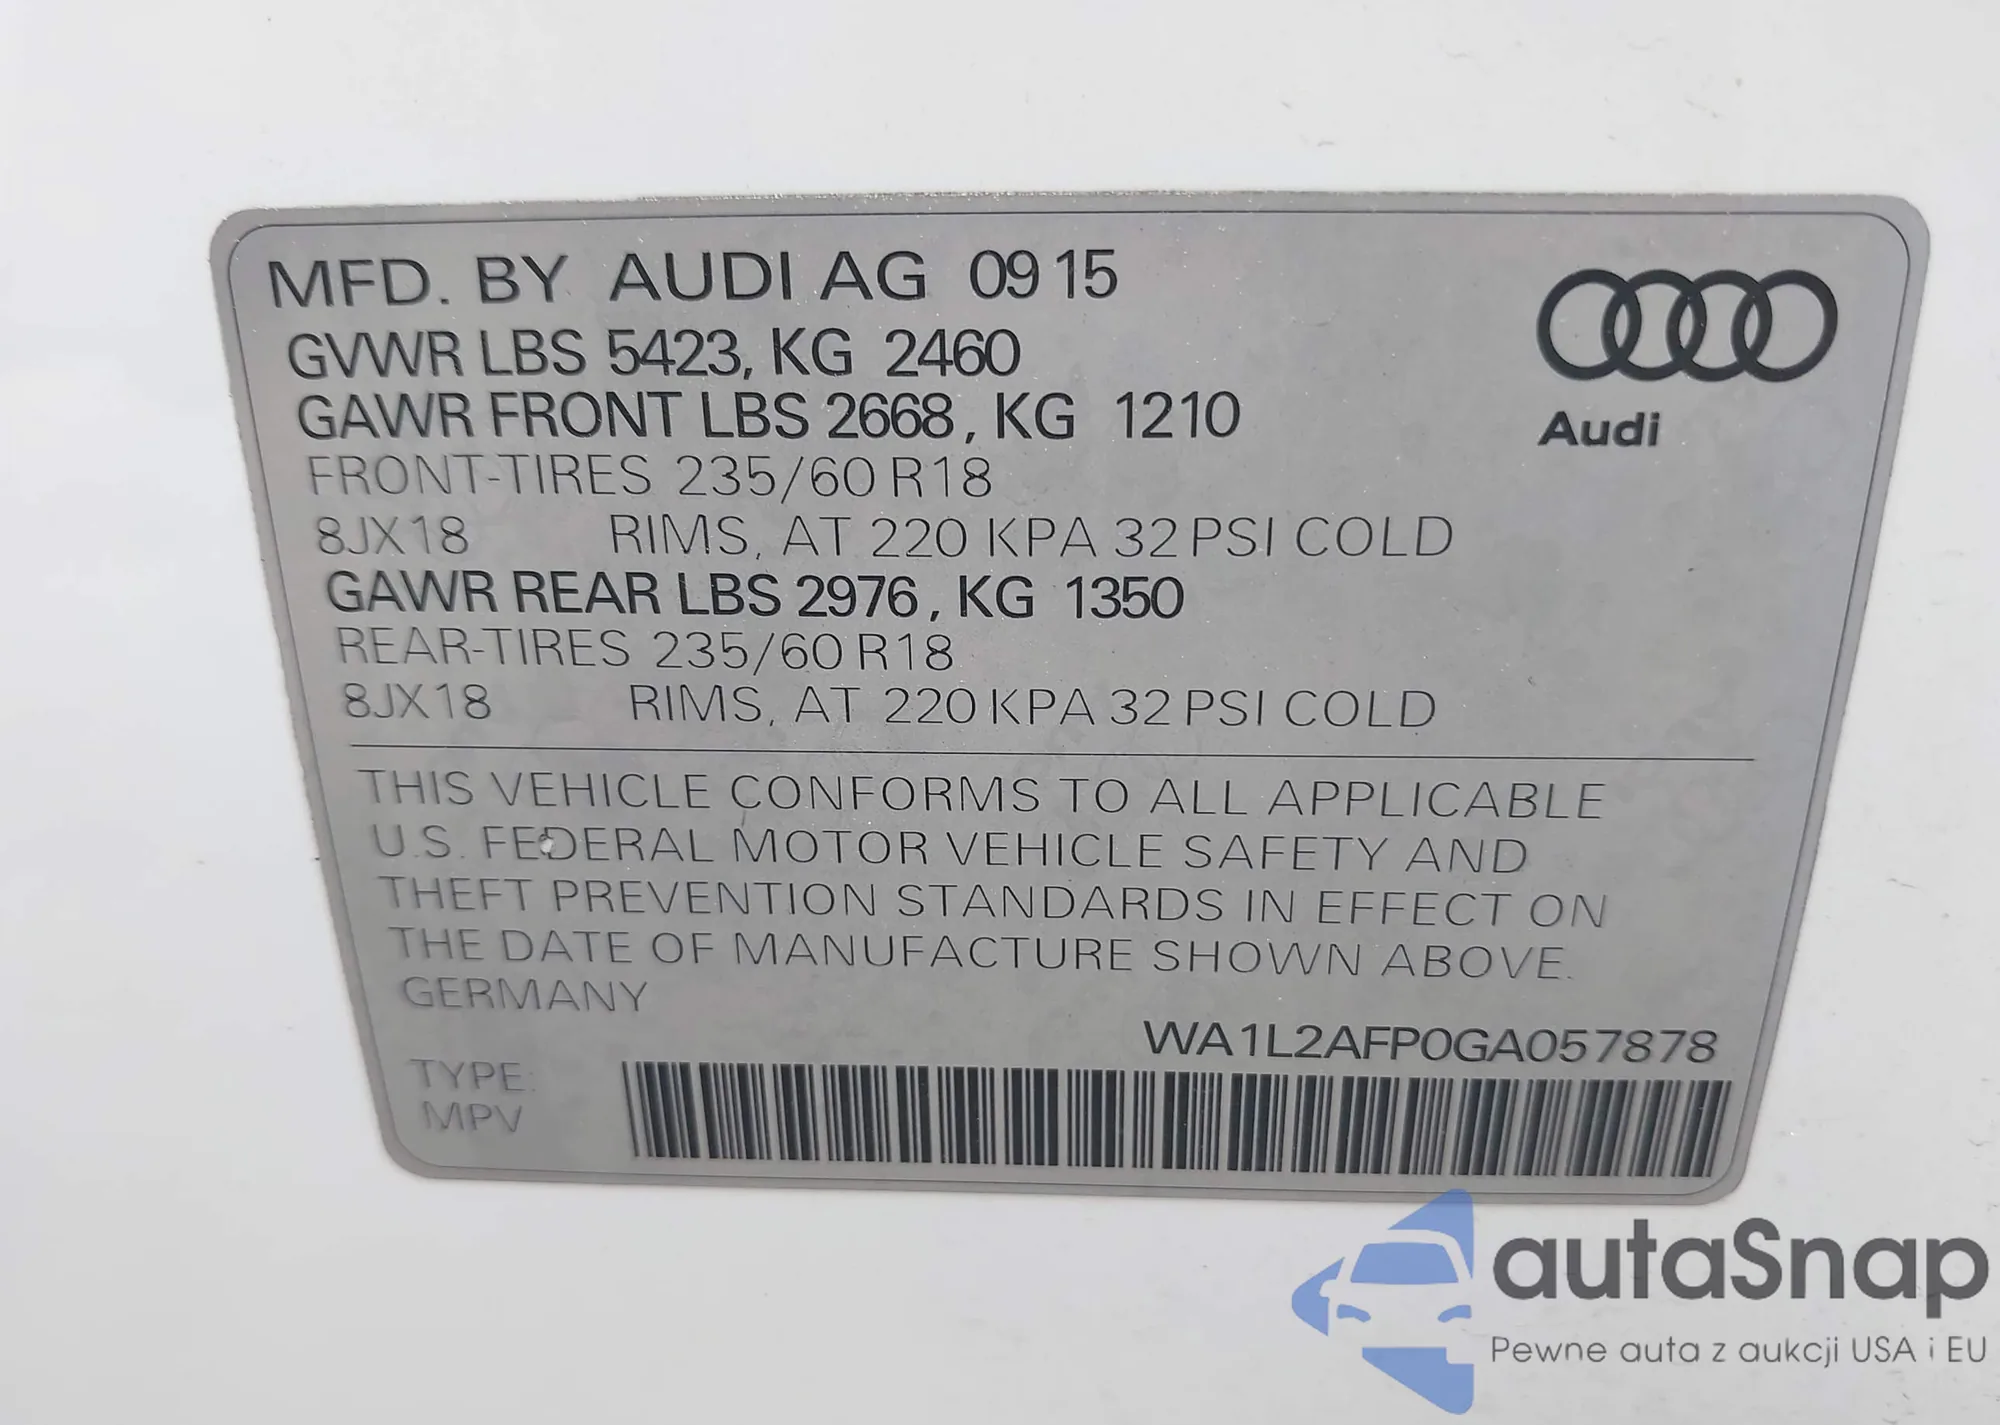 MFD. BY AUDI AG 09 15
GVWR LBS 5423, KG 2460
GAWR FRONT LBS 2668, KG 1210
FRONT-TIRES 235/60 R18
8JX18 RIMS, AT 220 KPA 32 PSI COLD
GAWR REAR LBS 2976, KG 1350
REAR-TIRES 235/60 R18
8JX18 RIMS, AT 220 KPA 32 PSI COLD
Audi
THIS VEHICLE CONFORMS TO ALL APPLICABLE
U.S. FEDERAL MOTOR VEHICLE SAFETY AND
THEFT PREVENTION STANDARDS IN EFFECT ON
THE DATE OF MANUFACTURE SHOWN ABOVE.
GERMANY
WA1L2AFP0GA057878
TYPE:
MPV
autaSnap
Pewne auta z aukcji USA i EU